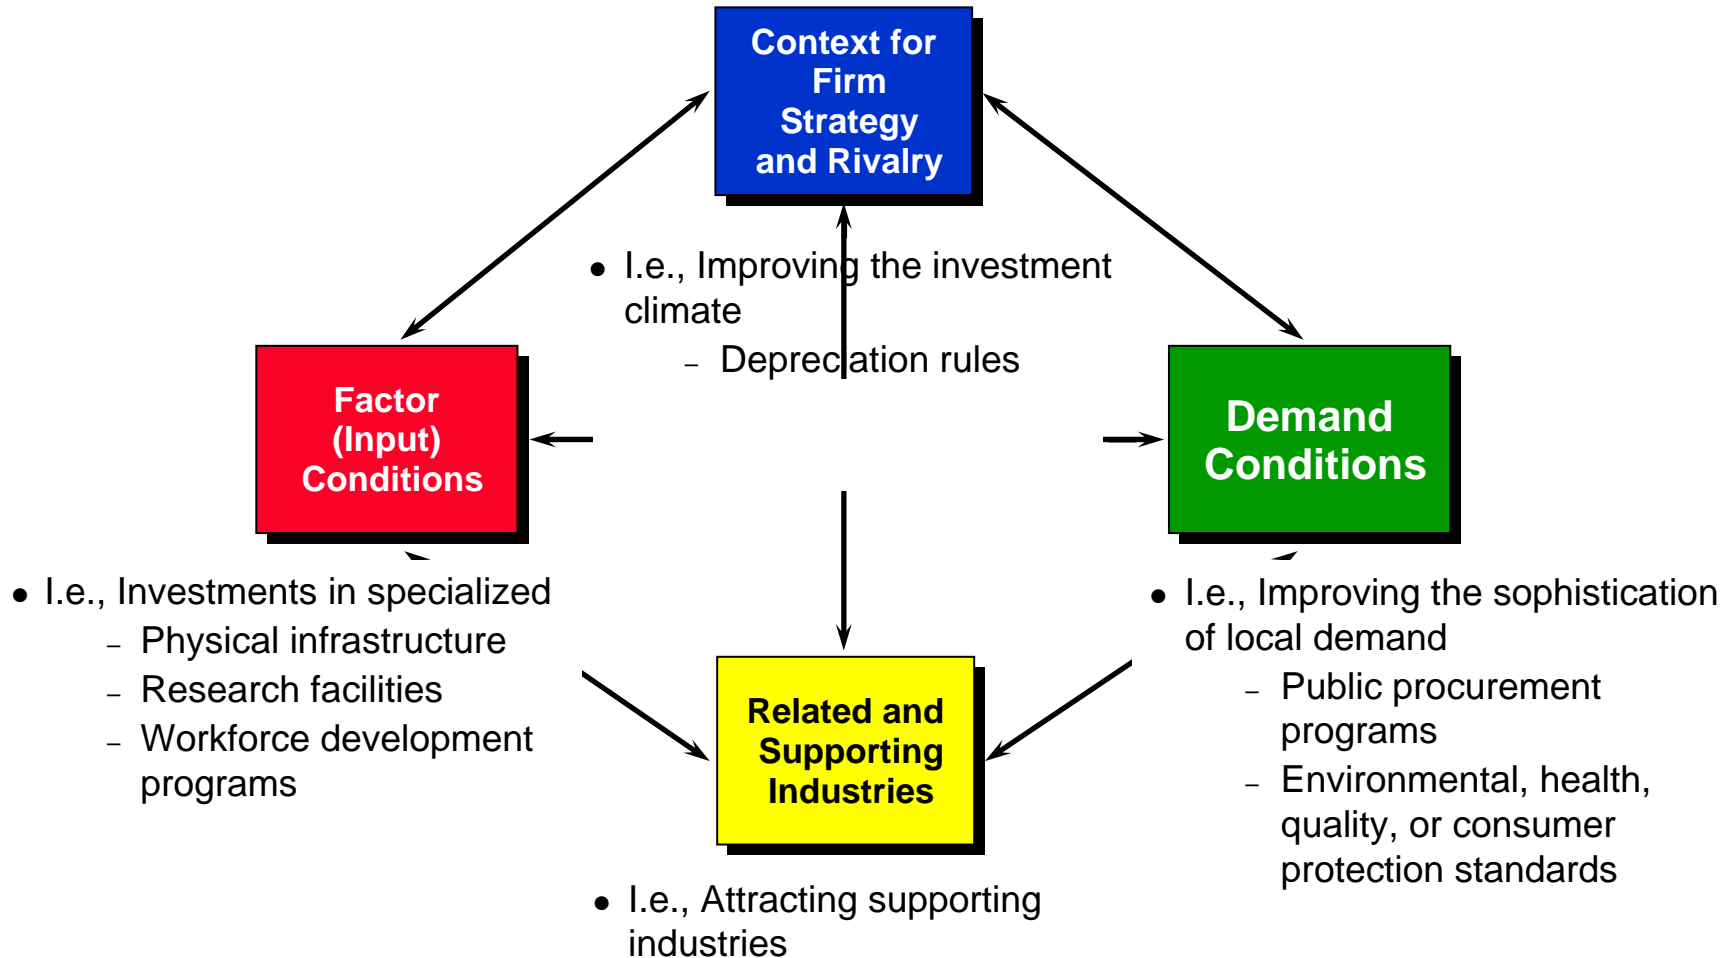 Context for
Firm
Strategy
and Rivalry
● I.e., Improving the investment
climate
– Depreciation rules
Factor
(Input)
Conditions
Demand
Conditions
● I.e., Investments in specialized
– Physical infrastructure
– Research facilities
– Workforce development
programs
Related and
Supporting
Industries
● I.e., Improving the sophistication
of local demand
– Public procurement
programs
– Environmental, health,
quality, or consumer
protection standards
● I.e., Attracting supporting
industries